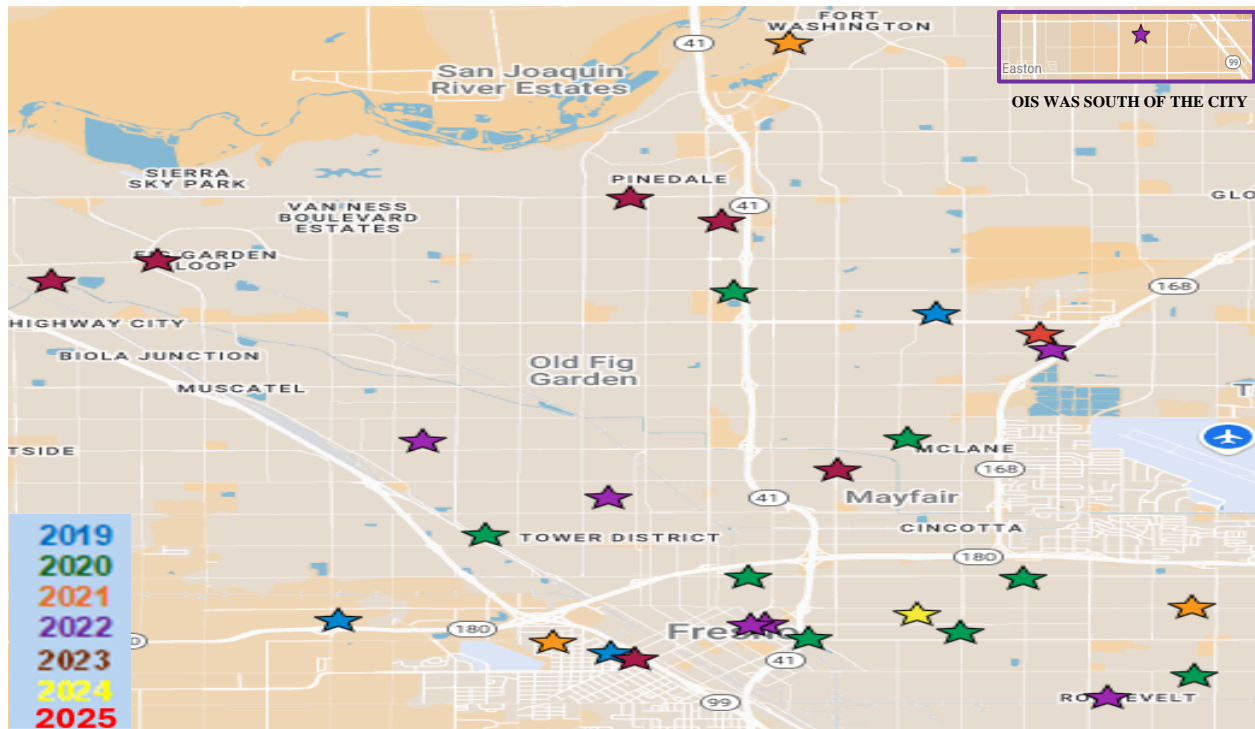 FORT
WASHINGTON
41
San Joaquin
River Estates
Easton
99
OIS WAS SOUTH OF THE CITY
SIERRA
SKY PARK
PINEDALE
VAN NESS
BOULEVARD
ESTATES
41
GLO
GARDEN
LOOP
168
HIGHWAY CITY
BIOLA JUNCTION
Old Fig
Garden
MUSCATEL
TSIDE
MCLANE
168
41
Mayfair
CINCOTTA
TOWER DISTRICT
180
2019
2020
2021
2022
2023
2024
2025
180
Fresno
41
99